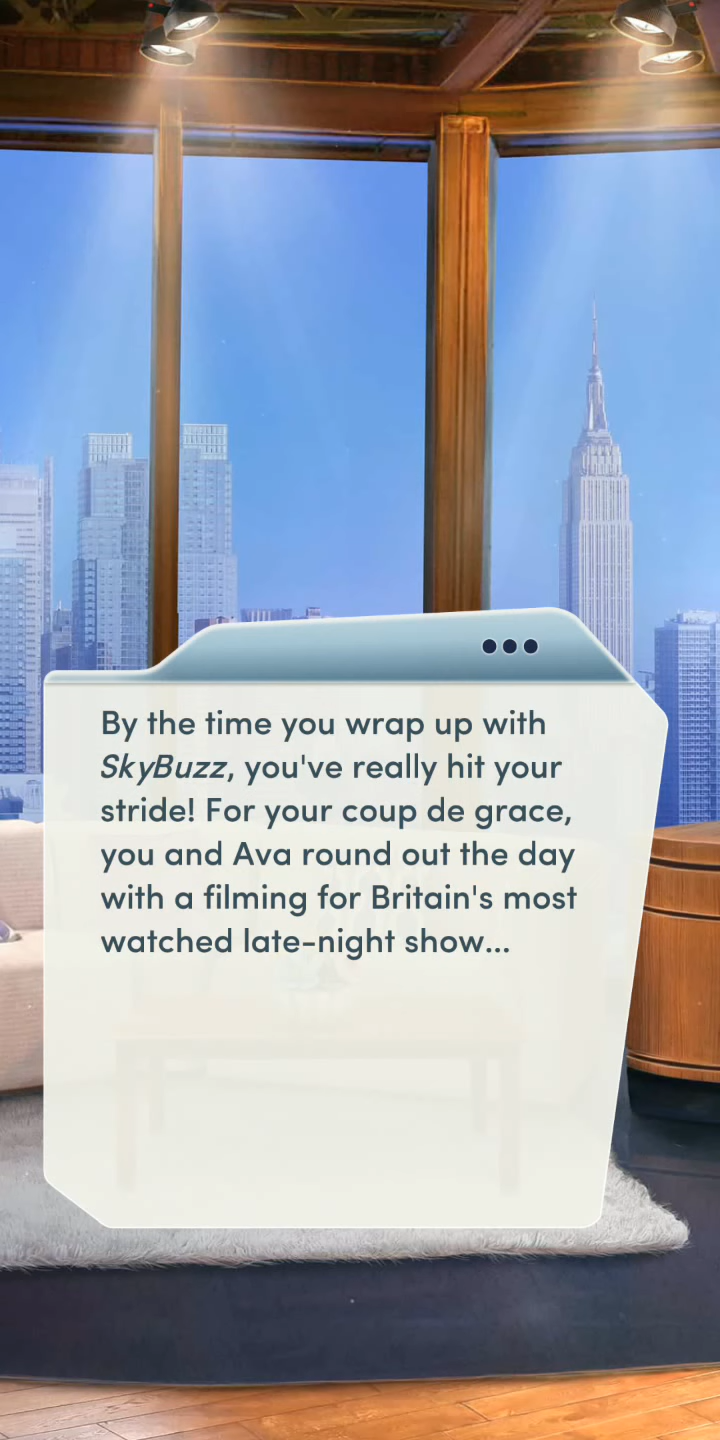 By the time you wrap up with
SkyBuzz, you've really hit your
stride! For your coup de grace,
you and Ava round out the day
with a filming for Britain's most
watched late-night show...